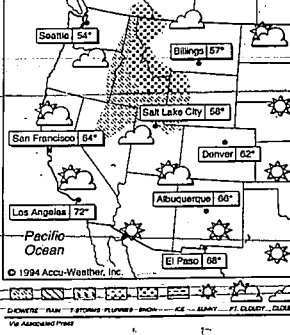 Seattle 54°
Billings 57°
Salt Lake City 58°
San Francisco 64°
Denver 62°
Albuquerque 66°
Los Angeles 72°
Pacific
Ocean
El Paso 68°
© 1994 Accu-Weather, Inc.
SHOWERS RAIN T-STORMS FLURRIES SNOW ICE SUNNY PT. CLOUDY CLOU
Via Associated Press